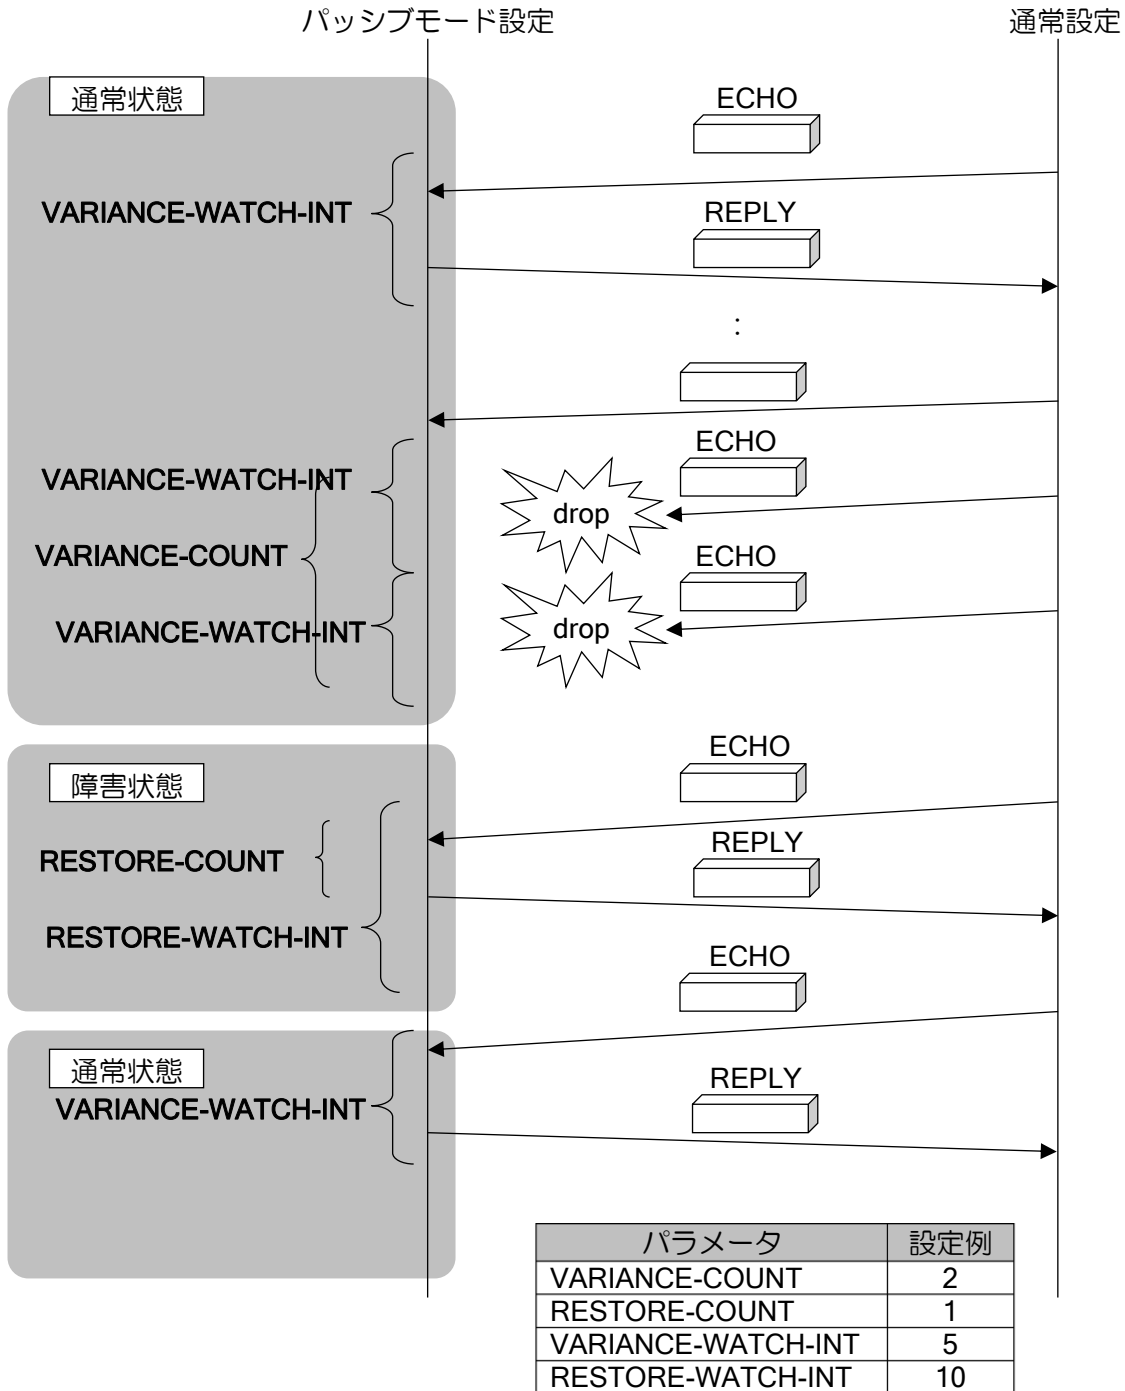 パッシブモード設定 通常設定
通常状態
ECHO
VARIANCE-WATCH-INT
REPLY
:
ECHO
VARIANCE-WATCH-INT
drop
VARIANCE-COUNT
ECHO
VARIANCE-WATCH-INT
drop
ECHO
障害状態
REPLY
RESTORE-COUNT
RESTORE-WATCH-INT
ECHO
通常状態
REPLY
VARIANCE-WATCH-INT
パラメータ 設定例
VARIANCE-COUNT 2
RESTORE-COUNT 1
VARIANCE-WATCH-INT 5
RESTORE-WATCH-INT 10